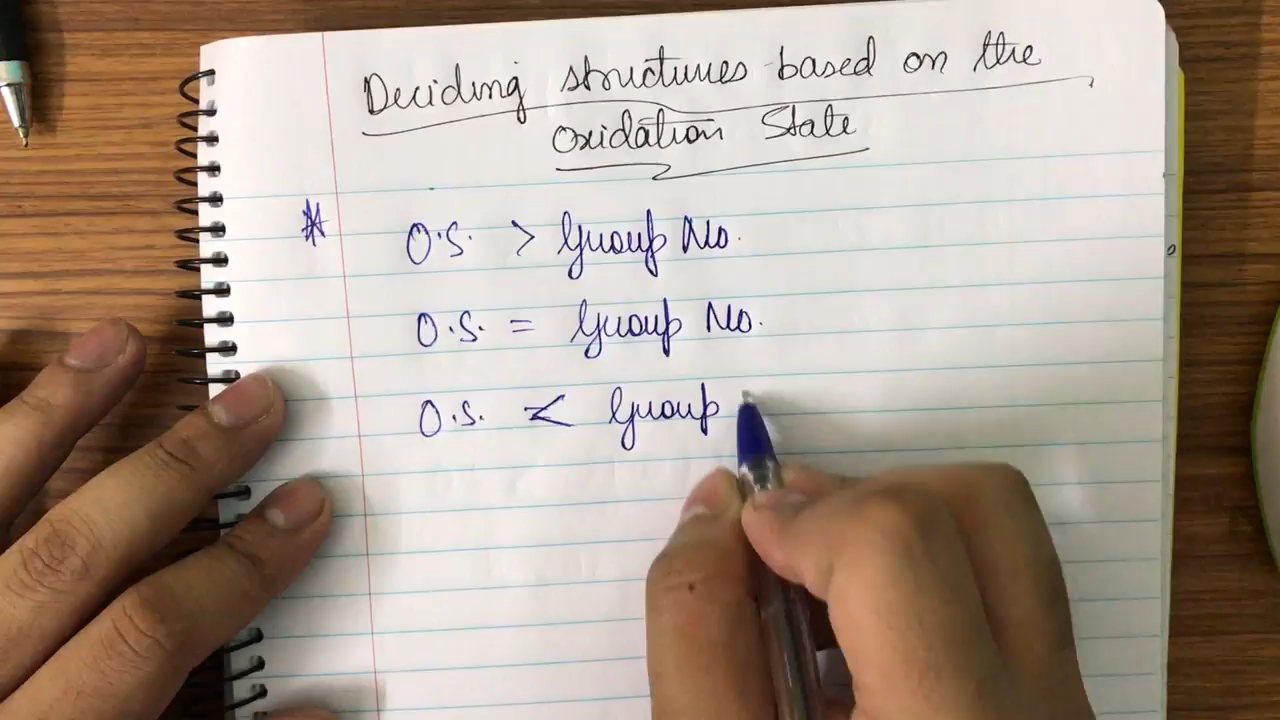 Deciding structures based on the
Oxidation State
* O.S. > Group No.
O.S. = Group No.
O.S. < Group